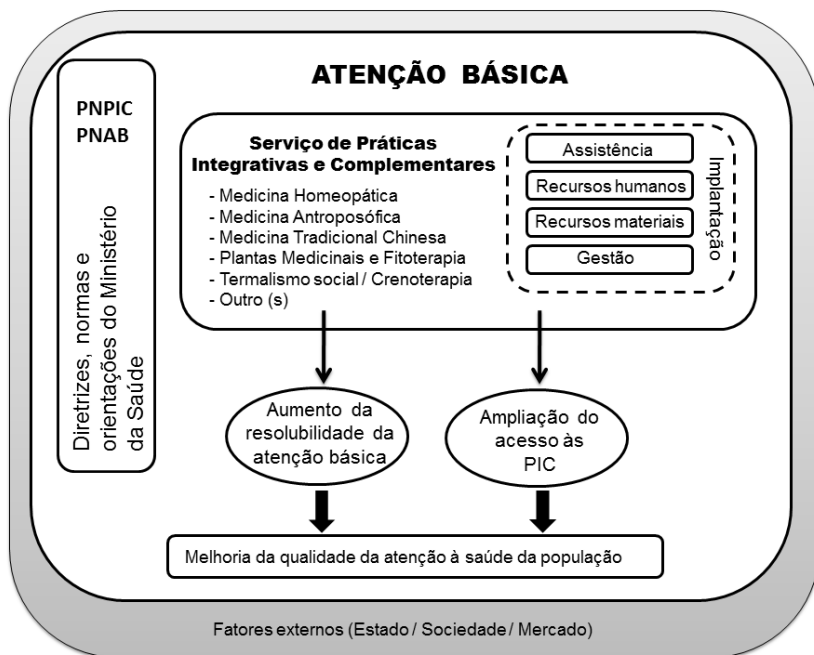 ATENÇÃO BÁSICA
PNPIC
PNAB
Diretrizes, normas e
orientações do Ministério
da Saúde
Serviço de Práticas
Integrativas e Complementares
- Medicina Homeopática
- Medicina Antroposófica
- Medicina Tradicional Chinesa
- Plantas Medicinais e Fitoterapia
- Termalismo social / Crenoterapia
- Outro (s)
Assistência
Recursos humanos
Recursos materiais
Gestão
Implantação
Aumento da
resolubilidade da
atenção básica
Ampliação do
acesso às
PIC
Melhoria da qualidade da atenção à saúde da população
Fatores externos (Estado / Sociedade / Mercado)